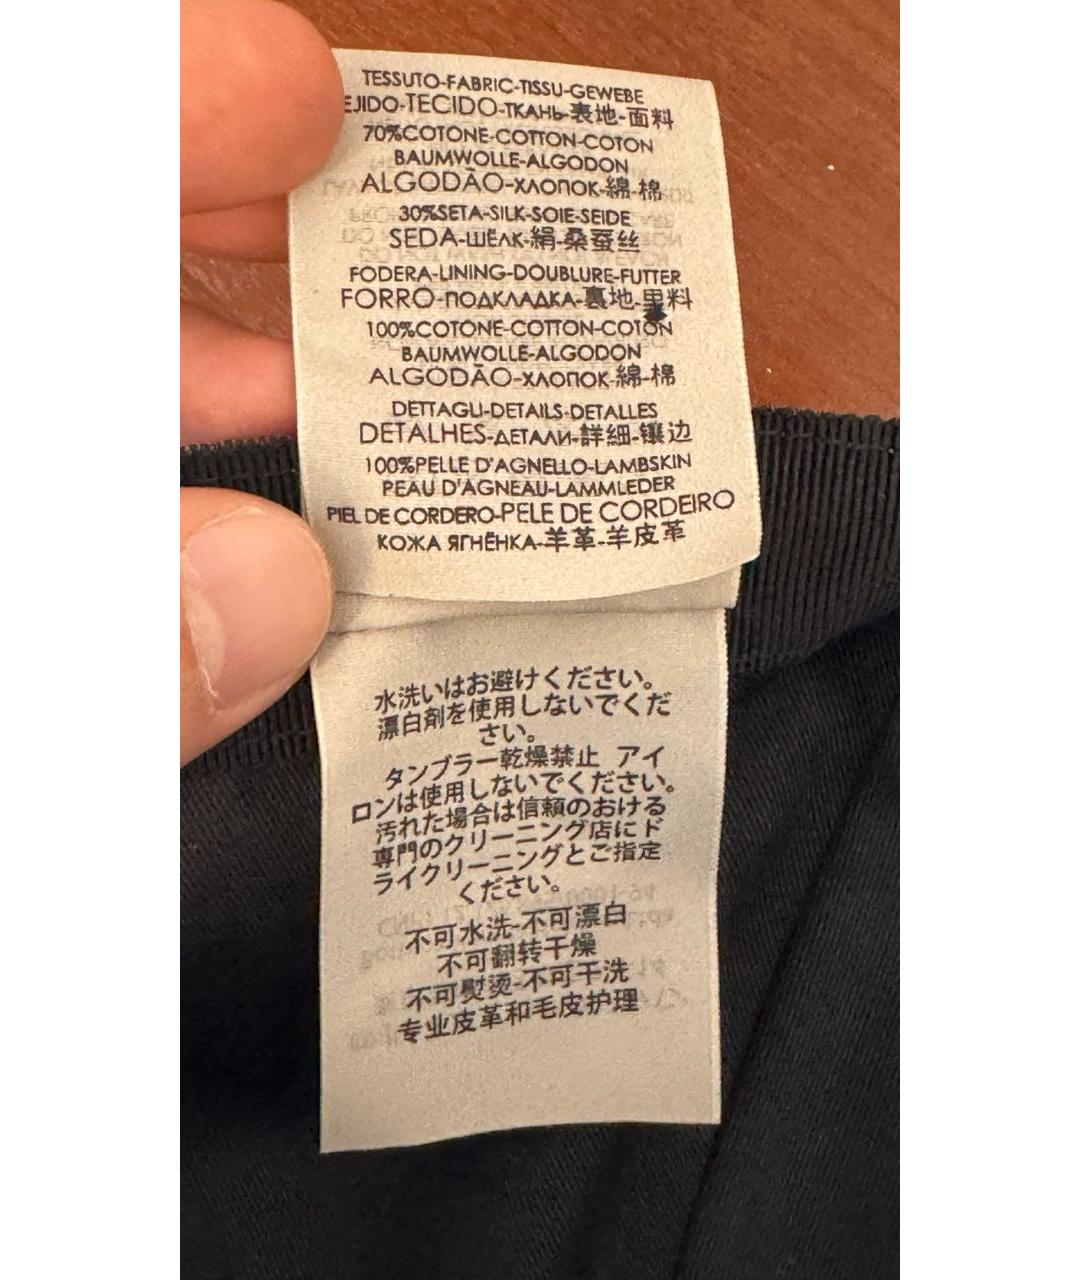 TESSUTO-FABRIC-TISSU-GEWEBE
EJIDO-TECIDO-ТКАНЬ-表地-面料
70%COTONE-COTTON-COTON
BAUMWOLLE-ALGODON
ALGODÃO-ХЛОПОК-綿-棉
30%SETA-SILK-SOIE-SEIDE
SEDA-ШЁЛК-絹-桑蚕丝
FODERA-LINING-DOUBLURE-FUTTER
FORRO-ПОДКЛАДКА-裏地-里料
100%COTONE-COTTON-COTON
BAUMWOLLE-ALGODON
ALGODÃO-ХЛОПОК-綿-棉
DETTAGLI-DETAILS-DETALLES
DETALHES-ДЕТАЛИ-詳細-镶边
100%PELLE D'AGNELLO-LAMBSKIN
PEAU D'AGNEAU-LAMMLEDER
PIEL DE CORDERO-PELE DE CORDEIRO
КОЖА ЯГНЁНКА-羊革-羊皮革
水洗いはお避けください。
漂白剤を使用しないでくだ
さい。
タンブラー乾燥禁止 アイ
ロンは使用しないでください。
汚れた場合は信頼のおける
専門のクリーニング店にド
ライクリーニングとご指定
ください。
不可水洗-不可漂白
不可翻转干燥
不可熨烫-不可干洗
专业皮革和毛皮护理